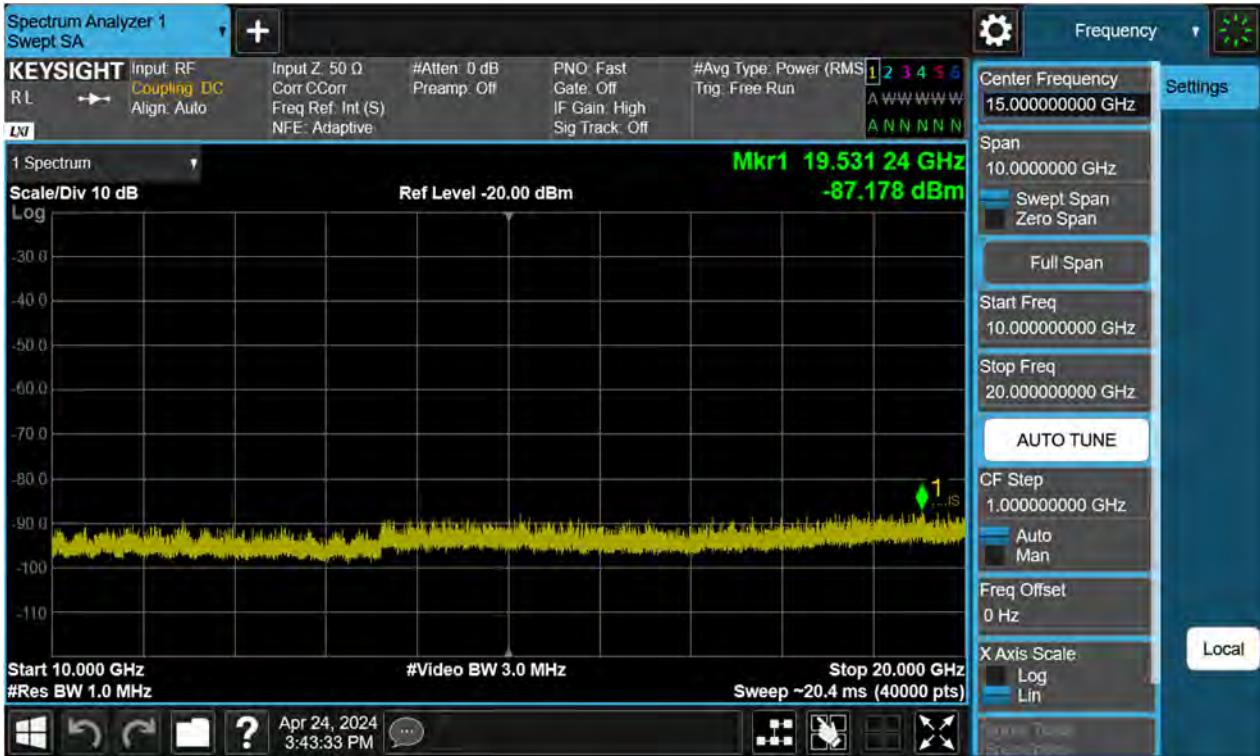 Spectrum Analyzer 1
Swept SA
Frequency
KEYSIGHT
RL
LXI
Input: RF
Coupling: DC
Align: Auto
Input Z: 50 Ω
Corr CCorr
Freq Ref: Int (S)
NFE: Adaptive
#Atten: 0 dB
Preamp: Off
PNO: Fast
Gate: Off
IF Gain: High
Sig Track: Off
#Avg Type: Power (RMS
Trig: Free Run
1 2 3 4 5 6
A W W W W W
A N N N N N
1 Spectrum
Scale/Div 10 dB
Ref Level -20.00 dBm
Mkr1 19.531 24 GHz
-87.178 dBm
Log
-30.0
-40.0
-50.0
-60.0
-70.0
-80.0
-90.0
-100
-110
1
Start 10.000 GHz
#Video BW 3.0 MHz
Stop 20.000 GHz
#Res BW 1.0 MHz
Sweep ~20.4 ms (40000 pts)
Center Frequency
15.000000000 GHz
Settings
Span
10.0000000 GHz
Swept Span
Zero Span
Full Span
Start Freq
10.000000000 GHz
Stop Freq
20.000000000 GHz
AUTO TUNE
CF Step
1.000000000 GHz
Auto
Man
Freq Offset
0 Hz
X Axis Scale
Log
Lin
Local
?
Apr 24, 2024
3:43:33 PM